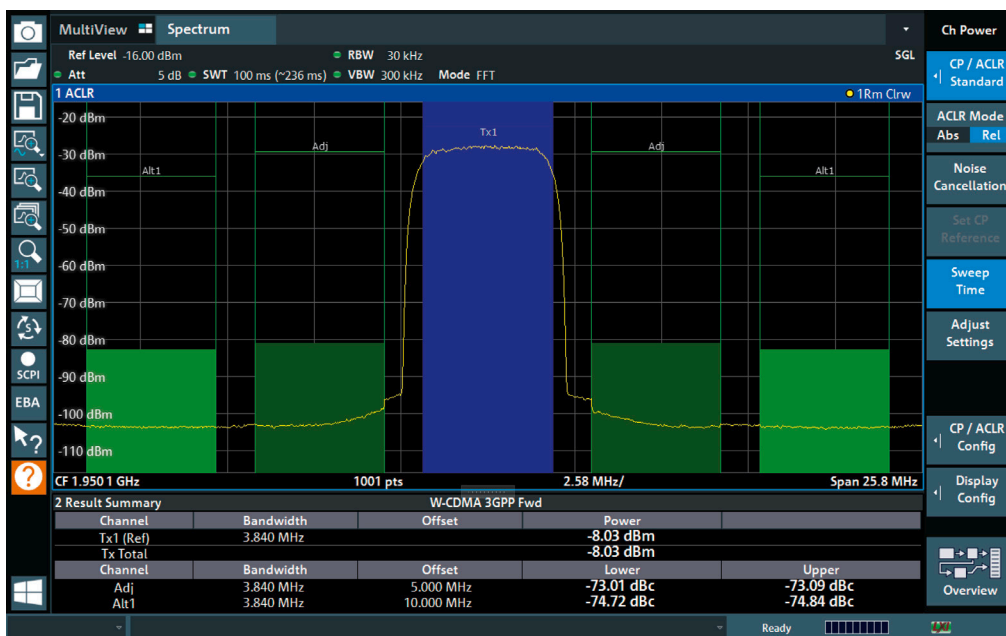 MultiView Spectrum
Ch Power
Ref Level -16.00 dBm RBW 30 kHz SGL
Att 5 dB SWT 100 ms (~236 ms) VBW 300 kHz Mode FFT
CP / ACLR
Standard
1 ACLR 1Rm Clrw
ACLR Mode
Abs Rel
-20 dBm
Tx1
Adj Adj
-30 dBm
Alt1 Alt1
Noise
Cancellation
-40 dBm
-50 dBm
Set CP
Reference
1:1
-60 dBm
Sweep
Time
-70 dBm
S
Adjust
Settings
-80 dBm
SCPI
-90 dBm
EBA
-100 dBm
CP / ACLR
Config
?
-110 dBm
?
CF 1.950 1 GHz 1001 pts 2.58 MHz/ Span 25.8 MHz
Display
Config
2 Result Summary W-CDMA 3GPP Fwd
Channel Bandwidth Offset Power
Tx1 (Ref) 3.840 MHz -8.03 dBm
Tx Total -8.03 dBm
Channel Bandwidth Offset Lower Upper
Adj 3.840 MHz 5.000 MHz -73.01 dBc -73.09 dBc
Alt1 3.840 MHz 10.000 MHz -74.72 dBc -74.84 dBc
Overview
Ready